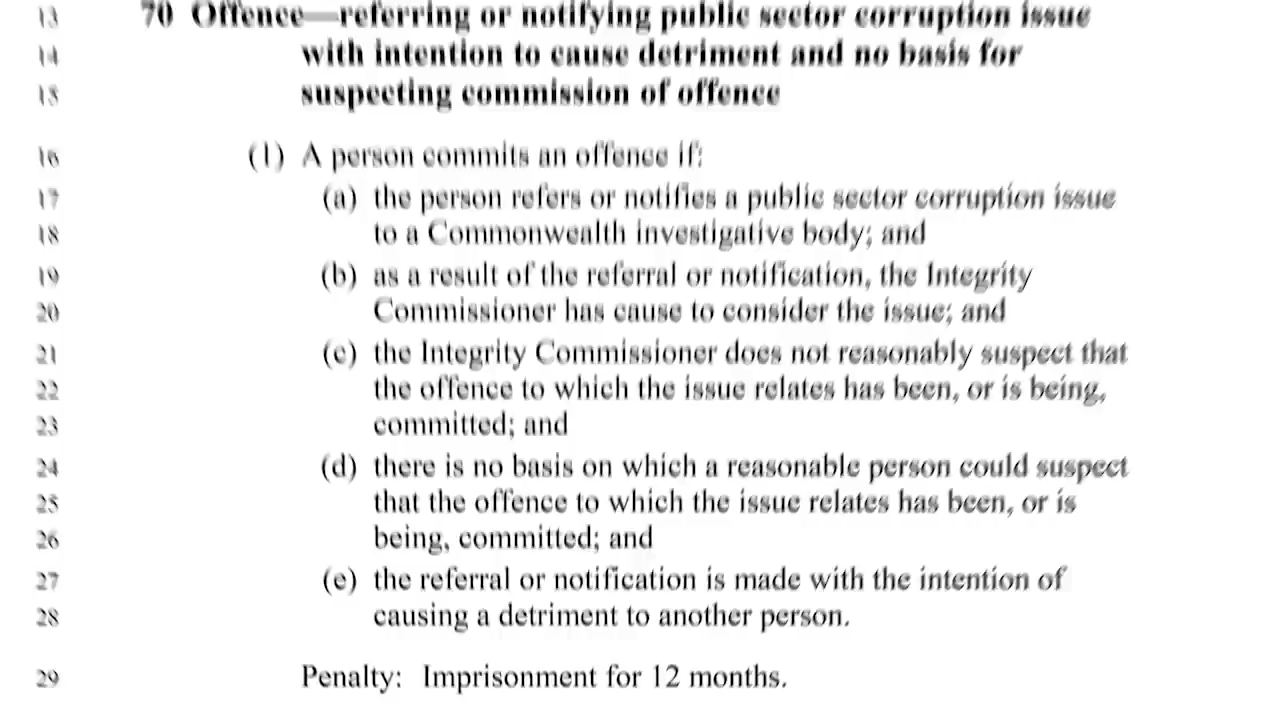 13 70 Offence—referring or notifying public sector corruption issue
14 with intention to cause detriment and no basis for
15 suspecting commission of offence
16 (1) A person commits an offence if:
17 (a) the person refers or notifies a public sector corruption issue
18 to a Commonwealth investigative body; and
19 (b) as a result of the referral or notification, the Integrity
20 Commissioner has cause to consider the issue; and
21 (c) the Integrity Commissioner does not reasonably suspect that
22 the offence to which the issue relates has been, or is being,
23 committed; and
24 (d) there is no basis on which a reasonable person could suspect
25 that the offence to which the issue relates has been, or is
26 being, committed; and
27 (e) the referral or notification is made with the intention of
28 causing a detriment to another person.
29 Penalty: Imprisonment for 12 months.